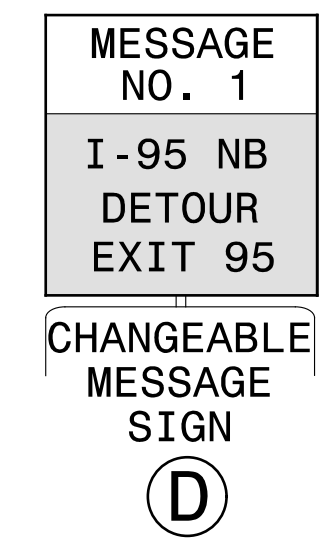 MESSAGE
NO. 1
I-95 NB
DETOUR
EXIT 95
CHANGEABLE
MESSAGE
SIGN
D